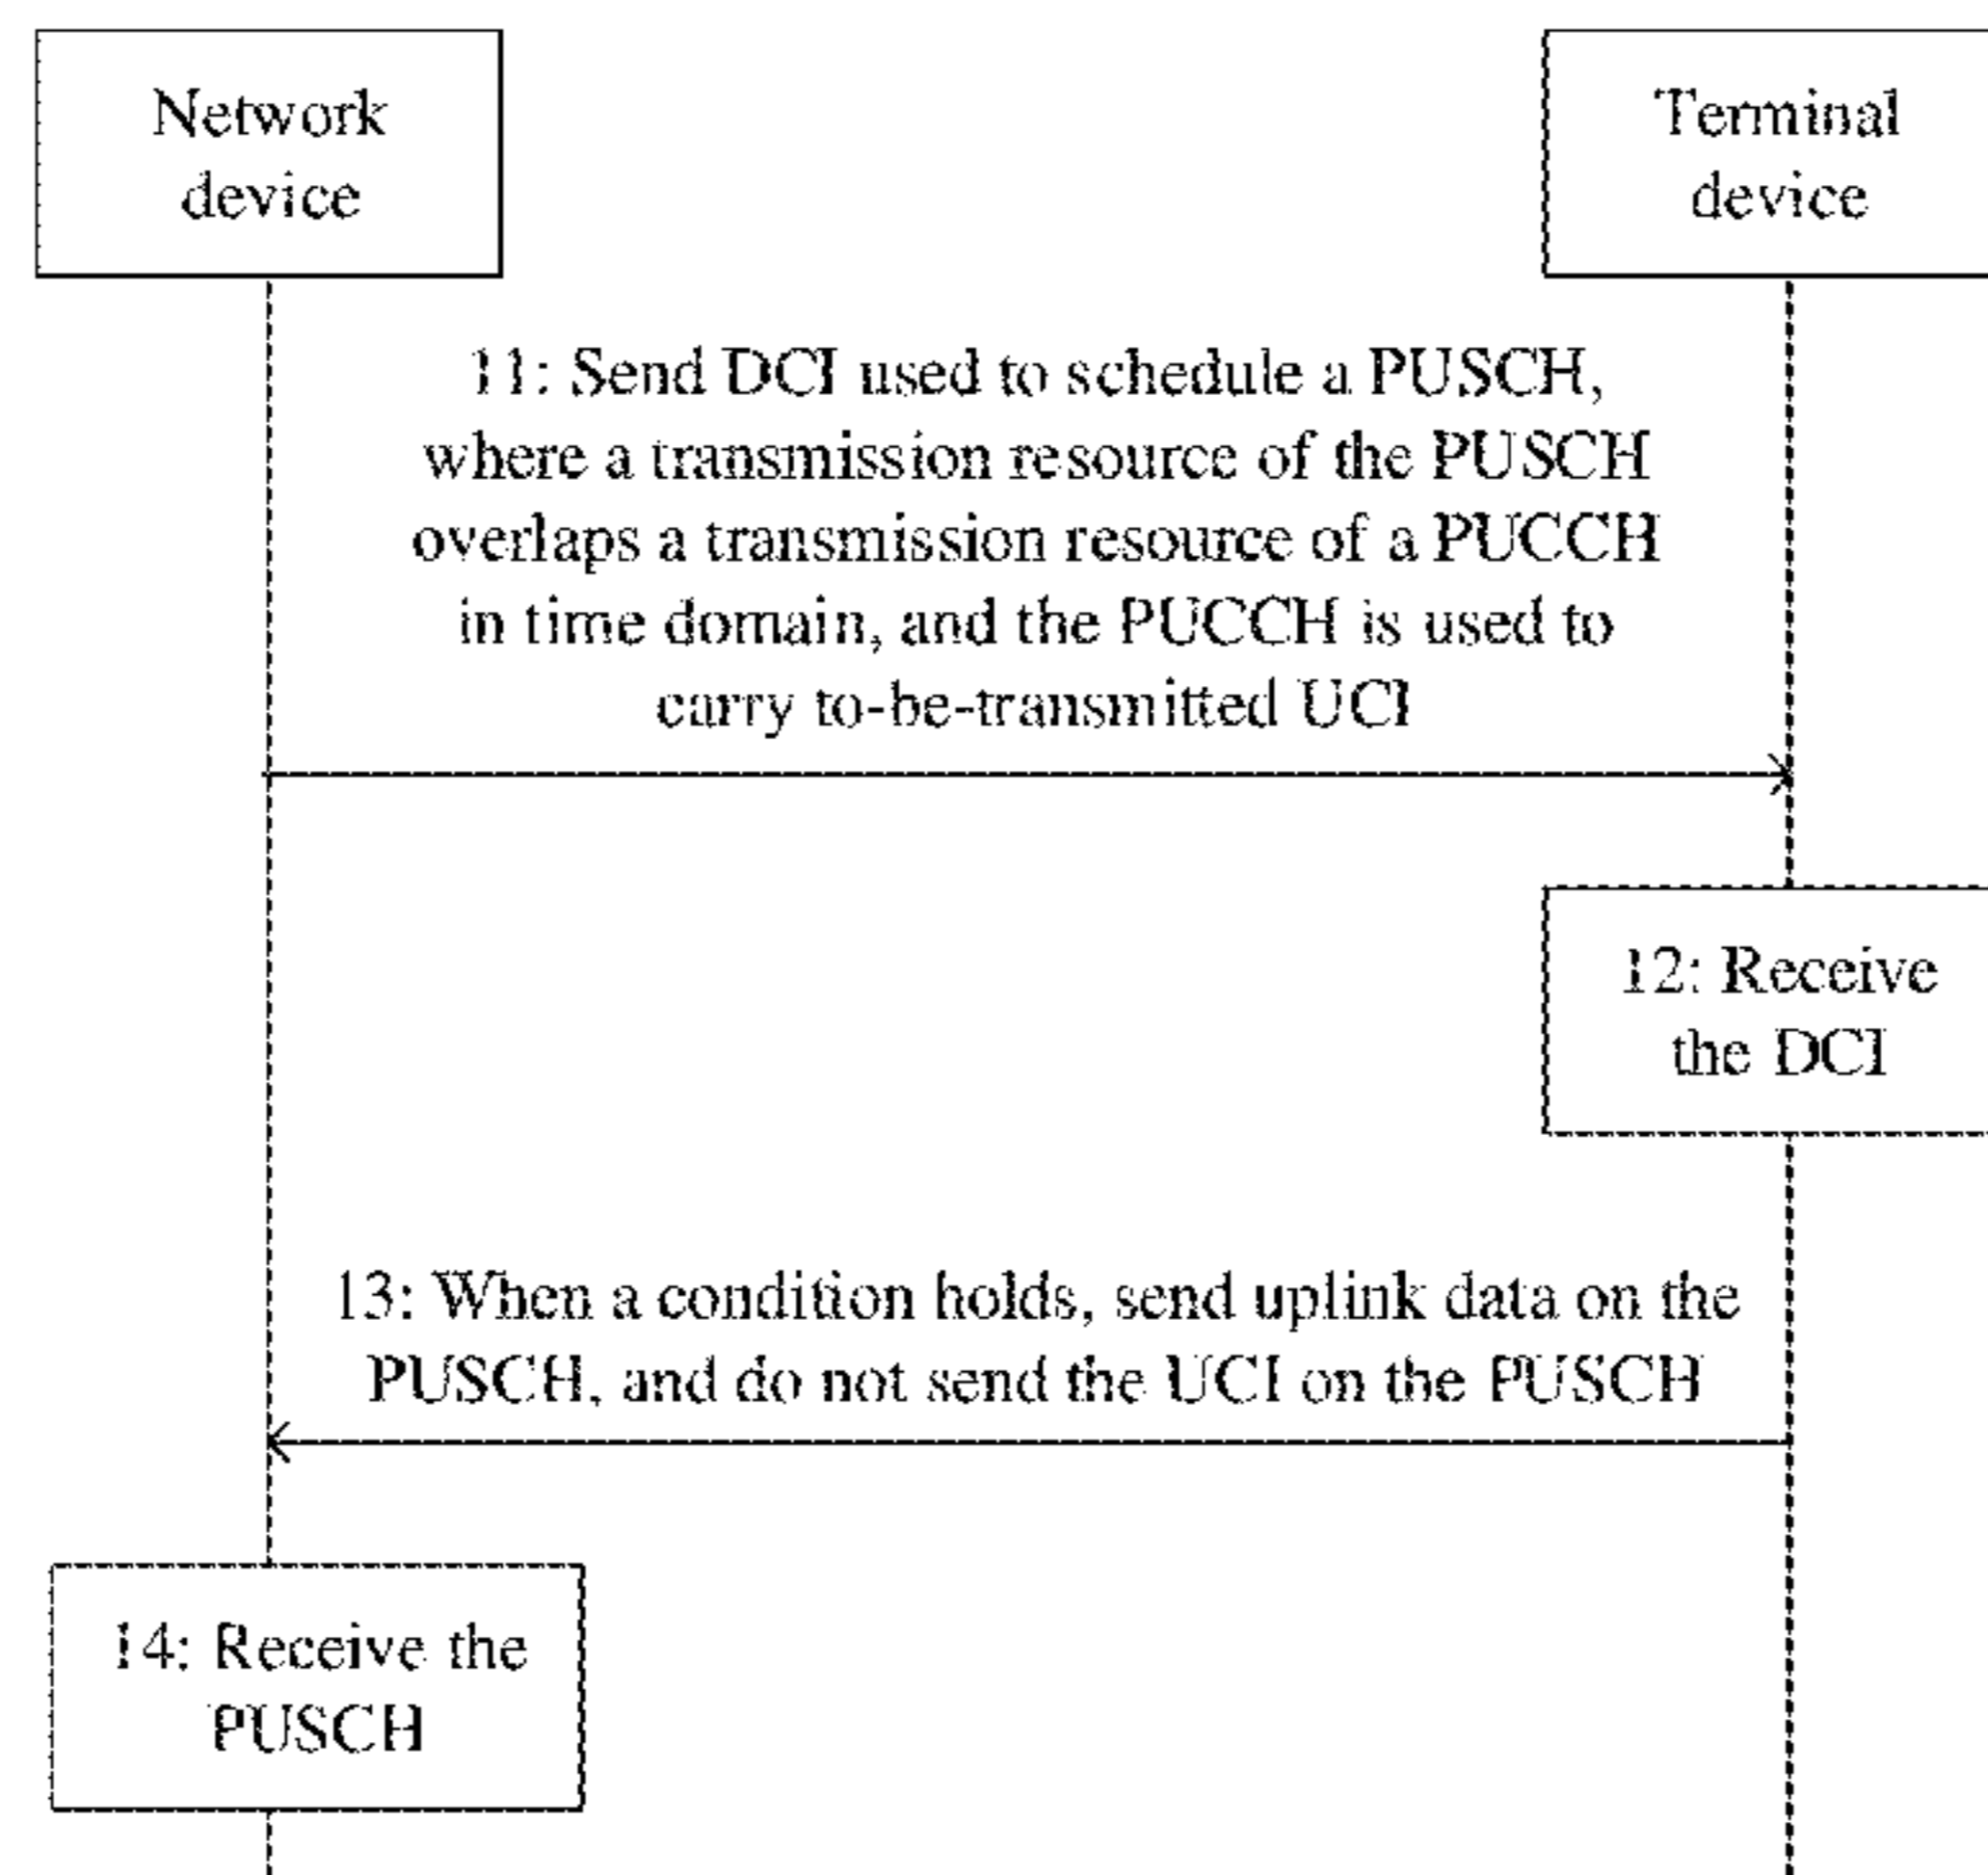 Network
device
Terminal
device
11: Send DCI used to schedule a PUSCH,
where a transmission resource of the PUSCH
overlaps a transmission resource of a PUCCH
in time domain, and the PUCCH is used to
carry to-be-transmitted UCI
12: Receive
the DCI
13: When a condition holds, send uplink data on the
PUSCH, and do not send the UCI on the PUSCH
14: Receive the
PUSCH